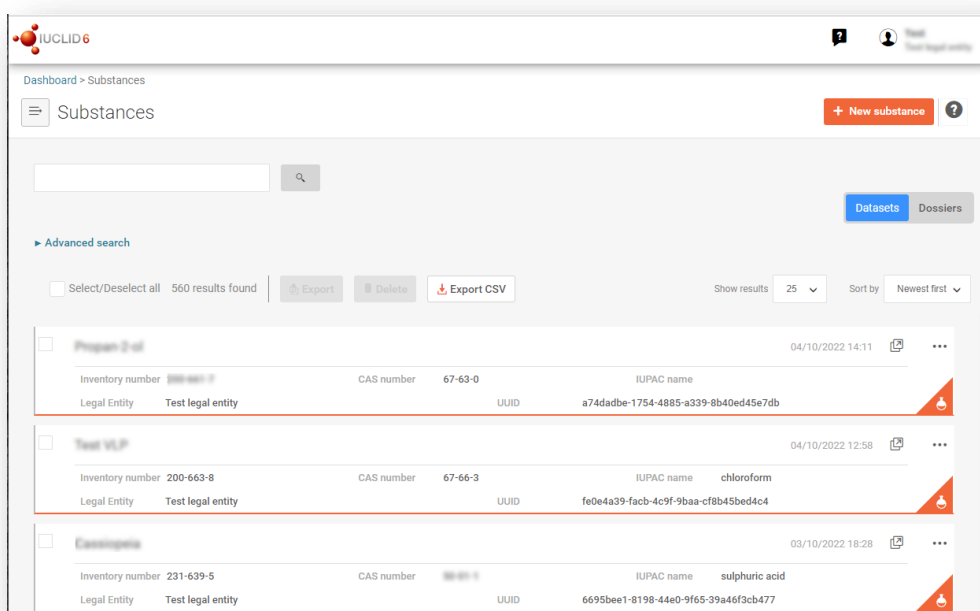 IUCLID 6
Dashboard > Substances
Substances
+ New substance
Datasets Dossiers
► Advanced search
Select/Deselect all 560 results found Export Delete Export CSV Show results 25 Sort by Newest first
04/10/2022 14:11
Inventory number CAS number 67-63-0 IUPAC name
Legal Entity Test legal entity UUID a74dadbe-1754-4885-a339-8b40ed45e7db
Test VLP 04/10/2022 12:58
Inventory number 200-663-8 CAS number 67-66-3 IUPAC name chloroform
Legal Entity Test legal entity UUID fe0e4a39-facb-4c9f-9baa-cf8b45bed4c4
Cassiopeia 03/10/2022 18:28
Inventory number 231-639-5 CAS number IUPAC name sulphuric acid
Legal Entity Test legal entity UUID 6695bee1-8198-44e0-9f65-39a46f3cb477